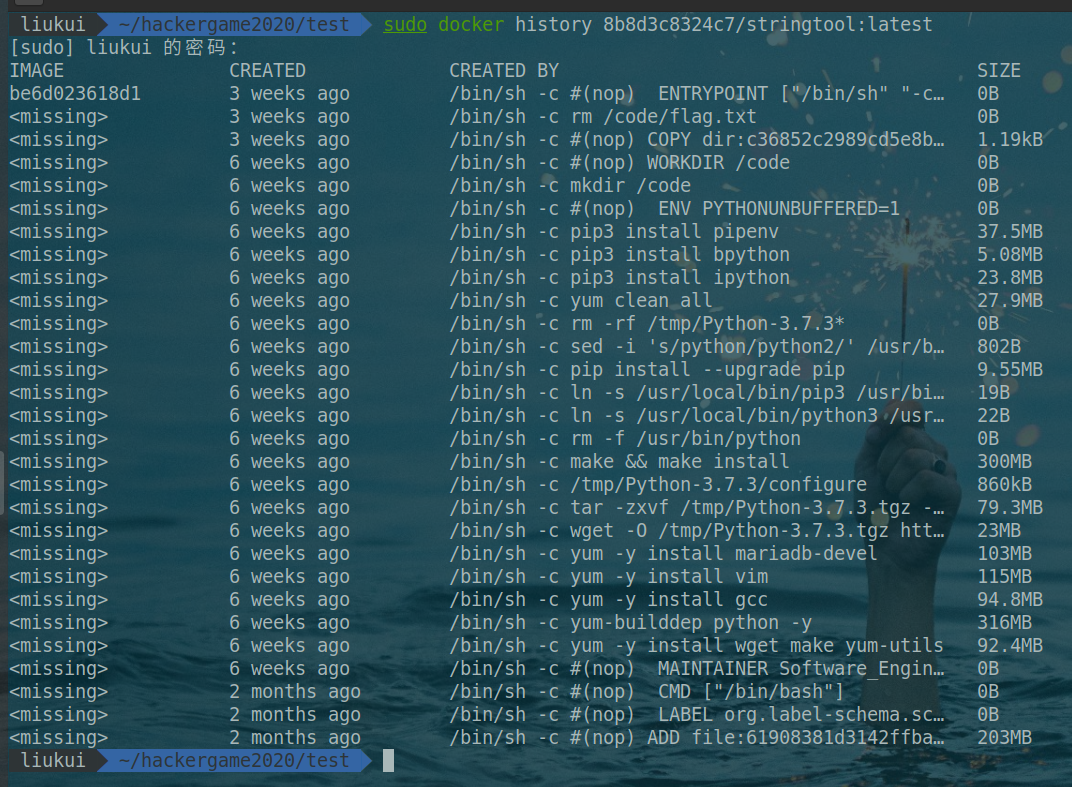 liukui ~/hackergame2020/test sudo docker history 8b8d3c8324c7/stringtool:latest
[sudo] liukui 的密码：
IMAGE CREATED CREATED BY SIZE
be6d023618d1 3 weeks ago /bin/sh -c #(nop) ENTRYPOINT ["/bin/sh" "-c… 0B
<missing> 3 weeks ago /bin/sh -c rm /code/flag.txt 0B
<missing> 3 weeks ago /bin/sh -c #(nop) COPY dir:c36852c2989cd5e8b… 1.19kB
<missing> 6 weeks ago /bin/sh -c #(nop) WORKDIR /code 0B
<missing> 6 weeks ago /bin/sh -c mkdir /code 0B
<missing> 6 weeks ago /bin/sh -c #(nop) ENV PYTHONUNBUFFERED=1 0B
<missing> 6 weeks ago /bin/sh -c pip3 install pipenv 37.5MB
<missing> 6 weeks ago /bin/sh -c pip3 install bpython 5.08MB
<missing> 6 weeks ago /bin/sh -c pip3 install ipython 23.8MB
<missing> 6 weeks ago /bin/sh -c yum clean all 27.9MB
<missing> 6 weeks ago /bin/sh -c rm -rf /tmp/Python-3.7.3* 0B
<missing> 6 weeks ago /bin/sh -c sed -i 's/python/python2/' /usr/b… 802B
<missing> 6 weeks ago /bin/sh -c pip install --upgrade pip 9.55MB
<missing> 6 weeks ago /bin/sh -c ln -s /usr/local/bin/pip3 /usr/bi… 19B
<missing> 6 weeks ago /bin/sh -c ln -s /usr/local/bin/python3 /usr… 22B
<missing> 6 weeks ago /bin/sh -c rm -f /usr/bin/python 0B
<missing> 6 weeks ago /bin/sh -c make && make install 300MB
<missing> 6 weeks ago /bin/sh -c /tmp/Python-3.7.3/configure 860kB
<missing> 6 weeks ago /bin/sh -c tar -zxvf /tmp/Python-3.7.3.tgz -… 79.3MB
<missing> 6 weeks ago /bin/sh -c wget -O /tmp/Python-3.7.3.tgz htt… 23MB
<missing> 6 weeks ago /bin/sh -c yum -y install mariadb-devel 103MB
<missing> 6 weeks ago /bin/sh -c yum -y install vim 115MB
<missing> 6 weeks ago /bin/sh -c yum -y install gcc 94.8MB
<missing> 6 weeks ago /bin/sh -c yum-builddep python -y 316MB
<missing> 6 weeks ago /bin/sh -c yum -y install wget make yum-utils 92.4MB
<missing> 6 weeks ago /bin/sh -c #(nop) MAINTAINER Software_Engin… 0B
<missing> 2 months ago /bin/sh -c #(nop) CMD ["/bin/bash"] 0B
<missing> 2 months ago /bin/sh -c #(nop) LABEL org.label-schema.sc… 0B
<missing> 2 months ago /bin/sh -c #(nop) ADD file:61908381d3142ffba… 203MB
liukui ~/hackergame2020/test